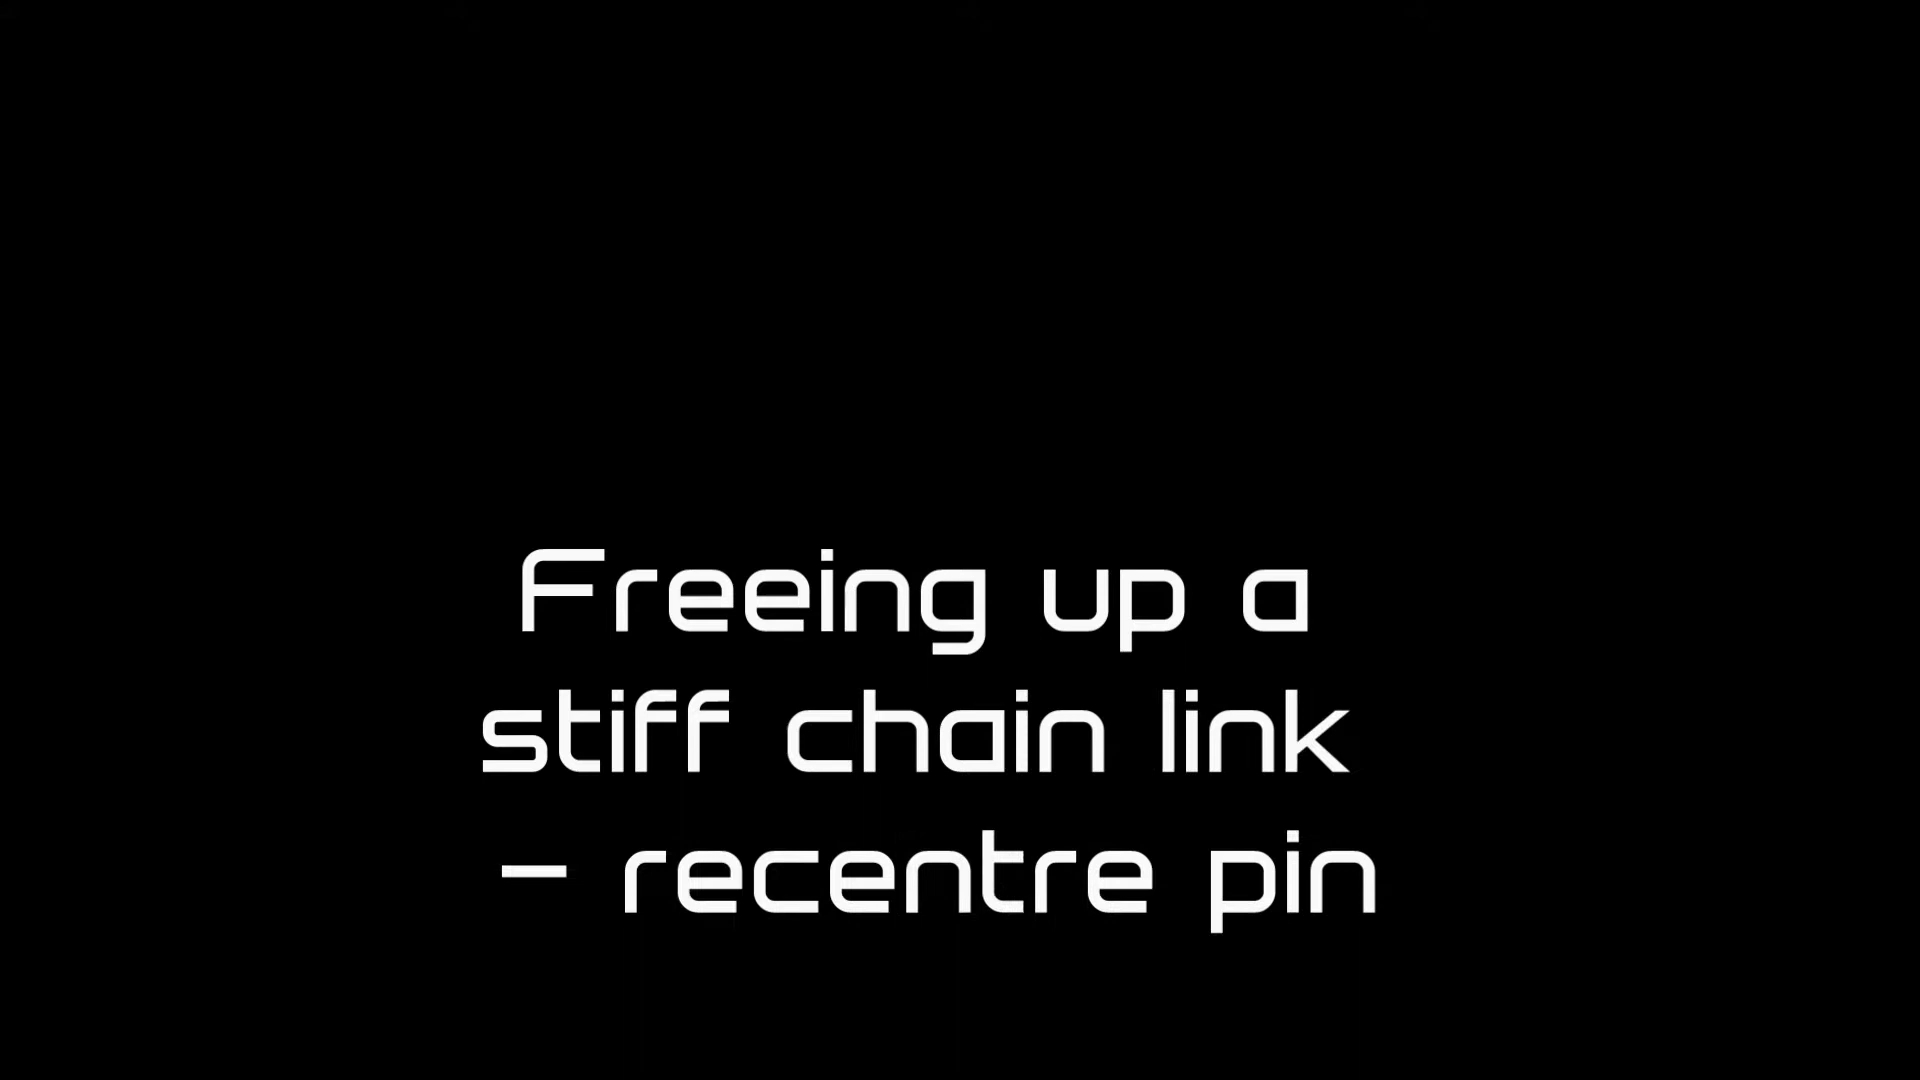 Freeing up a
stiff chain link
– recentre pin